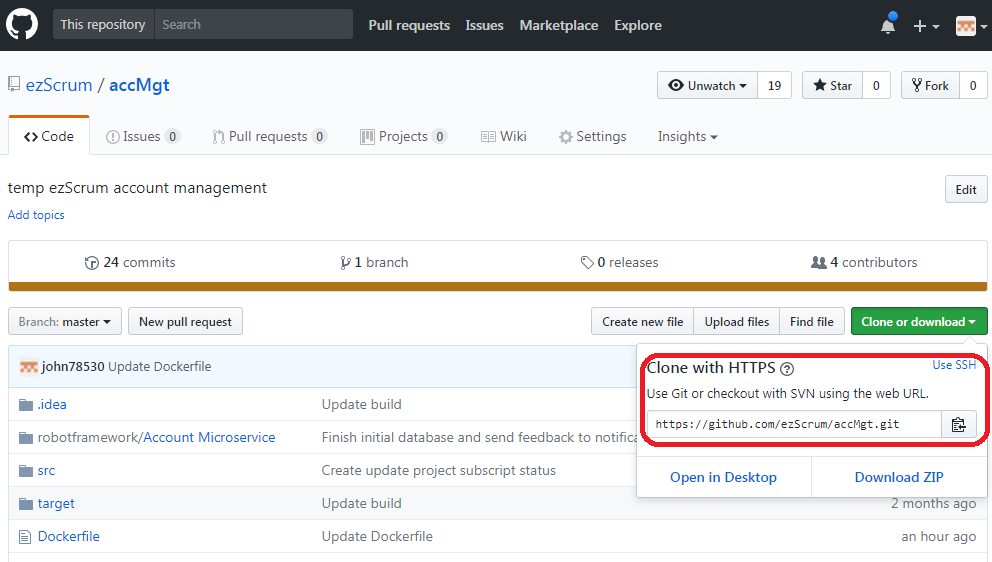 This repository Search Pull requests Issues Marketplace Explore
ezScrum / accMgt Unwatch 19 Star 0 Fork 0
Code Issues 0 Pull requests 0 Projects 0 Wiki Settings Insights
temp ezScrum account management Edit
Add topics
24 commits 1 branch 0 releases 4 contributors
Branch: master New pull request Create new file Upload files Find file Clone or download
john78530 Update Dockerfile
Clone with HTTPS ? Use SSH
Use Git or checkout with SVN using the web URL.
https://github.com/ezScrum/accMgt.git
Open in Desktop Download ZIP
.idea Update build
robotframework/Account Microservice Finish initial database and send feedback to
src Create update project subscript status
target Update build 2 months ago
Dockerfile Update Dockerfile an hour ago